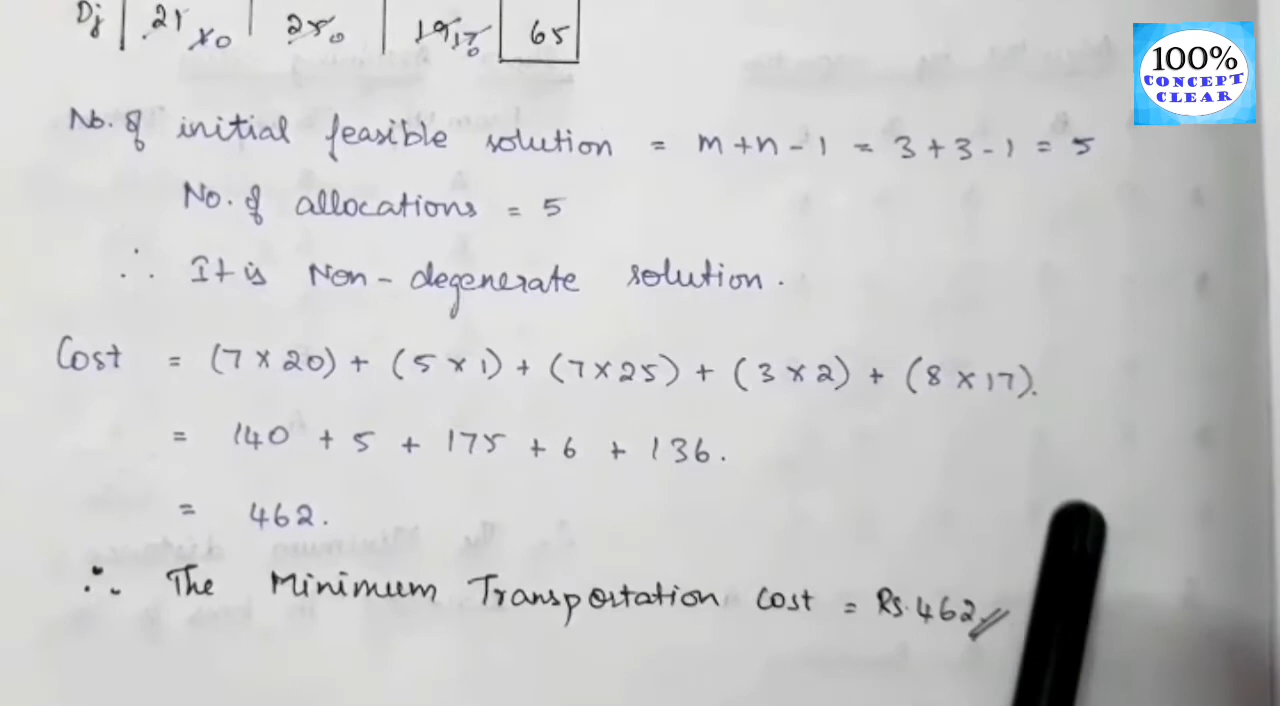 Dj | 21 10 | 25 0 | 19 17 0 | 65
100%
CONCEPT
CLEAR
No. of initial feasible solution = m+n-1 = 3+3-1 = 5
No. of allocations = 5
∴ It is Non-degenerate solution.
Cost = (7 x 20) + (5 x 1) + (7 x 25) + (3 x 2) + (8 x 17).
= 140 + 5 + 175 + 6 + 136.
= 462.
∴ The Minimum Transportation cost = Rs.462